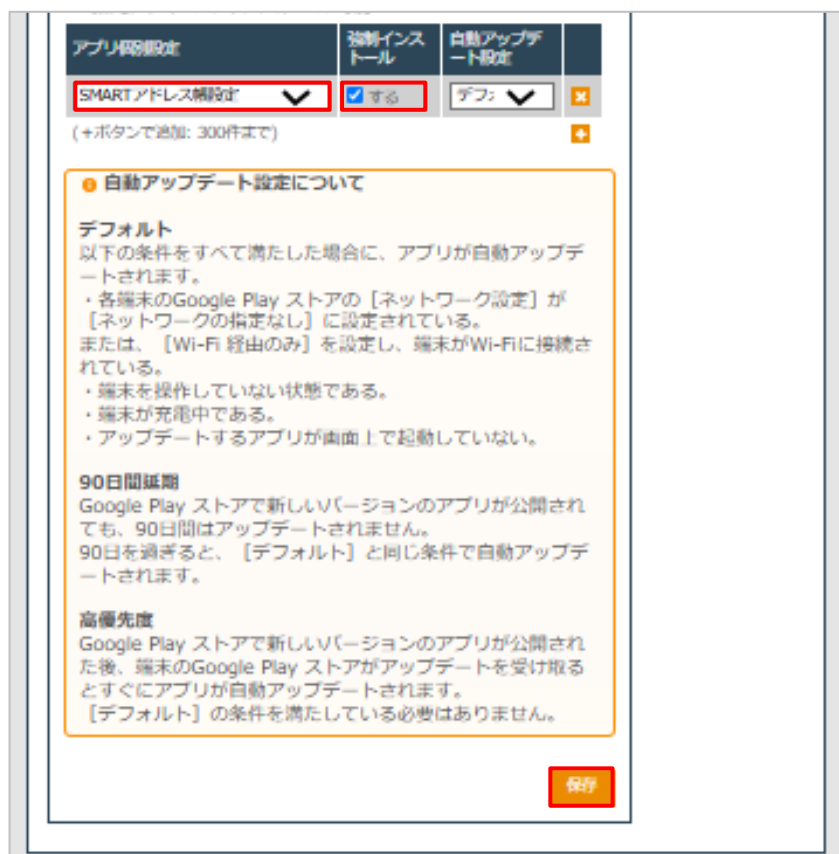 アプリ個別設定
強制インス
トール
自動アップデ
ート設定
SMARTアドレス帳設定
する
デフ
(+ボタンで追加: 300件まで)
自動アップデート設定について
デフォルト
以下の条件をすべて満たした場合に、アプリが自動アップデ
ートされます。
・各端末のGoogle Play ストアの［ネットワーク設定］が
［ネットワークの指定なし］に設定されている。
または、［Wi-Fi 経由のみ］を設定し、端末がWi-Fiに接続さ
れている。
・端末を操作していない状態である。
・端末が充電中である。
・アップデートするアプリが画面上で起動していない。
90日間延期
Google Play ストアで新しいバージョンのアプリが公開され
ても、90日間はアップデートされません。
90日を過ぎると、［デフォルト］と同じ条件で自動アップデ
ートされます。
高優先度
Google Play ストアで新しいバージョンのアプリが公開され
た後、端末のGoogle Play ストアがアップデートを受け取る
とすぐにアプリが自動アップデートされます。
［デフォルト］の条件を満たしている必要はありません。
保存